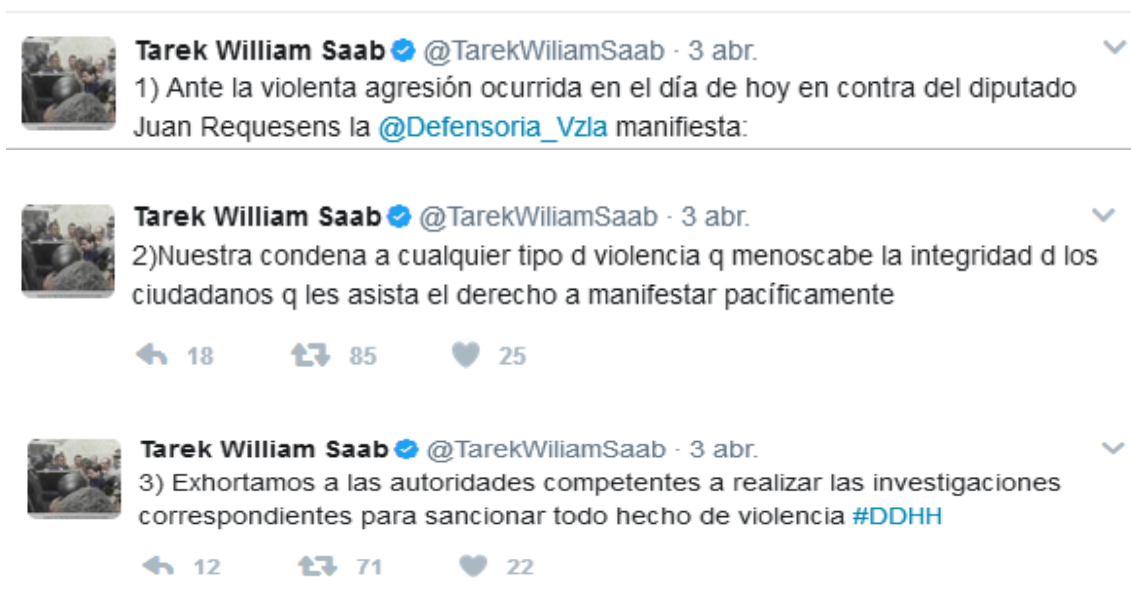 Tarek William Saab @TarekWiliamSaab · 3 abr.
1) Ante la violenta agresión ocurrida en el día de hoy en contra del diputado
Juan Requesens la @Defensoria_Vzla manifiesta:
Tarek William Saab @TarekWiliamSaab · 3 abr.
2)Nuestra condena a cualquier tipo d violencia q menoscabe la integridad d los
ciudadanos q les asista el derecho a manifestar pacíficamente
18 85 25
Tarek William Saab @TarekWiliamSaab · 3 abr.
3) Exhortamos a las autoridades competentes a realizar las investigaciones
correspondientes para sancionar todo hecho de violencia #DDHH
12 71 22